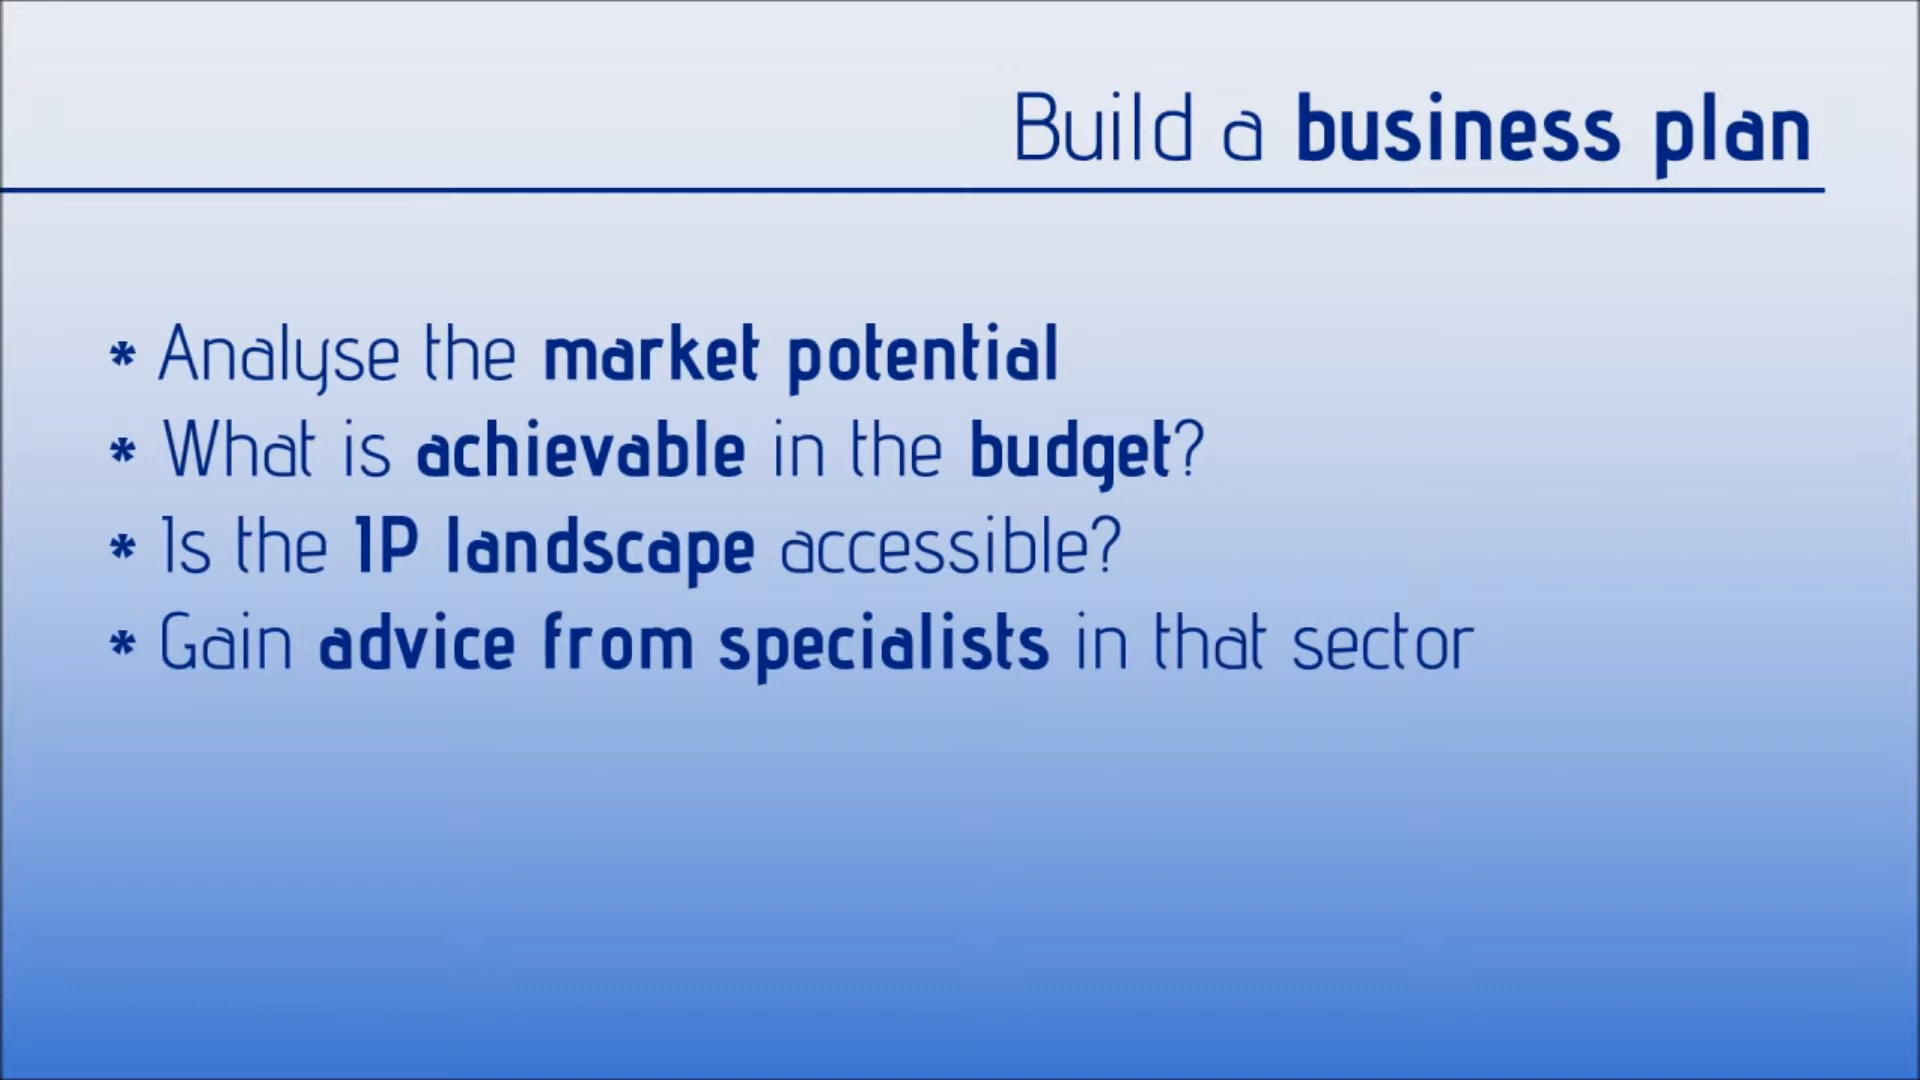 Build a business plan
* Analyse the market potential
* What is achievable in the budget?
* Is the IP landscape accessible?
* Gain advice from specialists in that sector